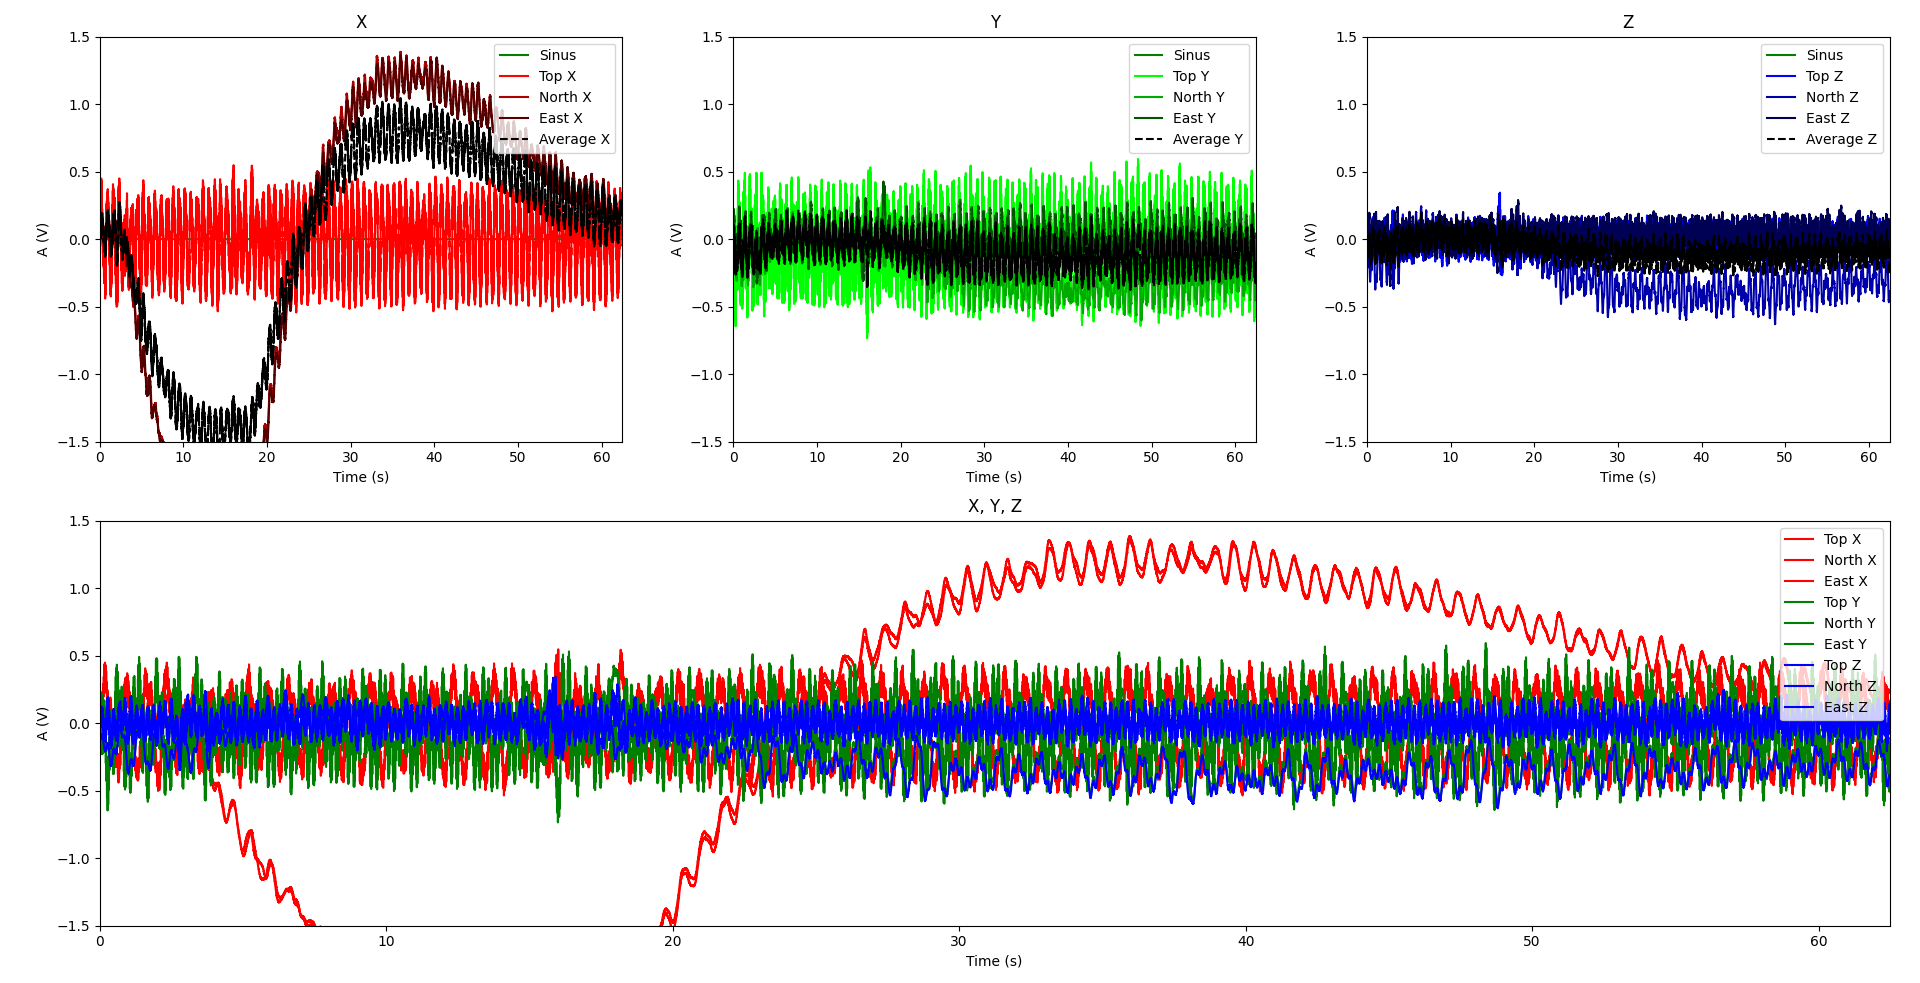 X
1.5
1.0
0.5
0.0
−0.5
−1.0
−1.5
A (V)
0 10 20 30 40 50 60
Time (s)
Sinus
Top X
North X
East X
Average X
Y
1.5
1.0
0.5
0.0
−0.5
−1.0
−1.5
A (V)
0 10 20 30 40 50 60
Time (s)
Sinus
Top Y
North Y
East Y
Average Y
Z
1.5
1.0
0.5
0.0
−0.5
−1.0
−1.5
A (V)
0 10 20 30 40 50 60
Time (s)
Sinus
Top Z
North Z
East Z
Average Z
X, Y, Z
1.5
1.0
0.5
0.0
−0.5
−1.0
−1.5
A (V)
0 10 20 30 40 50 60
Time (s)
Top X
North X
East X
Top Y
North Y
East Y
Top Z
North Z
East Z